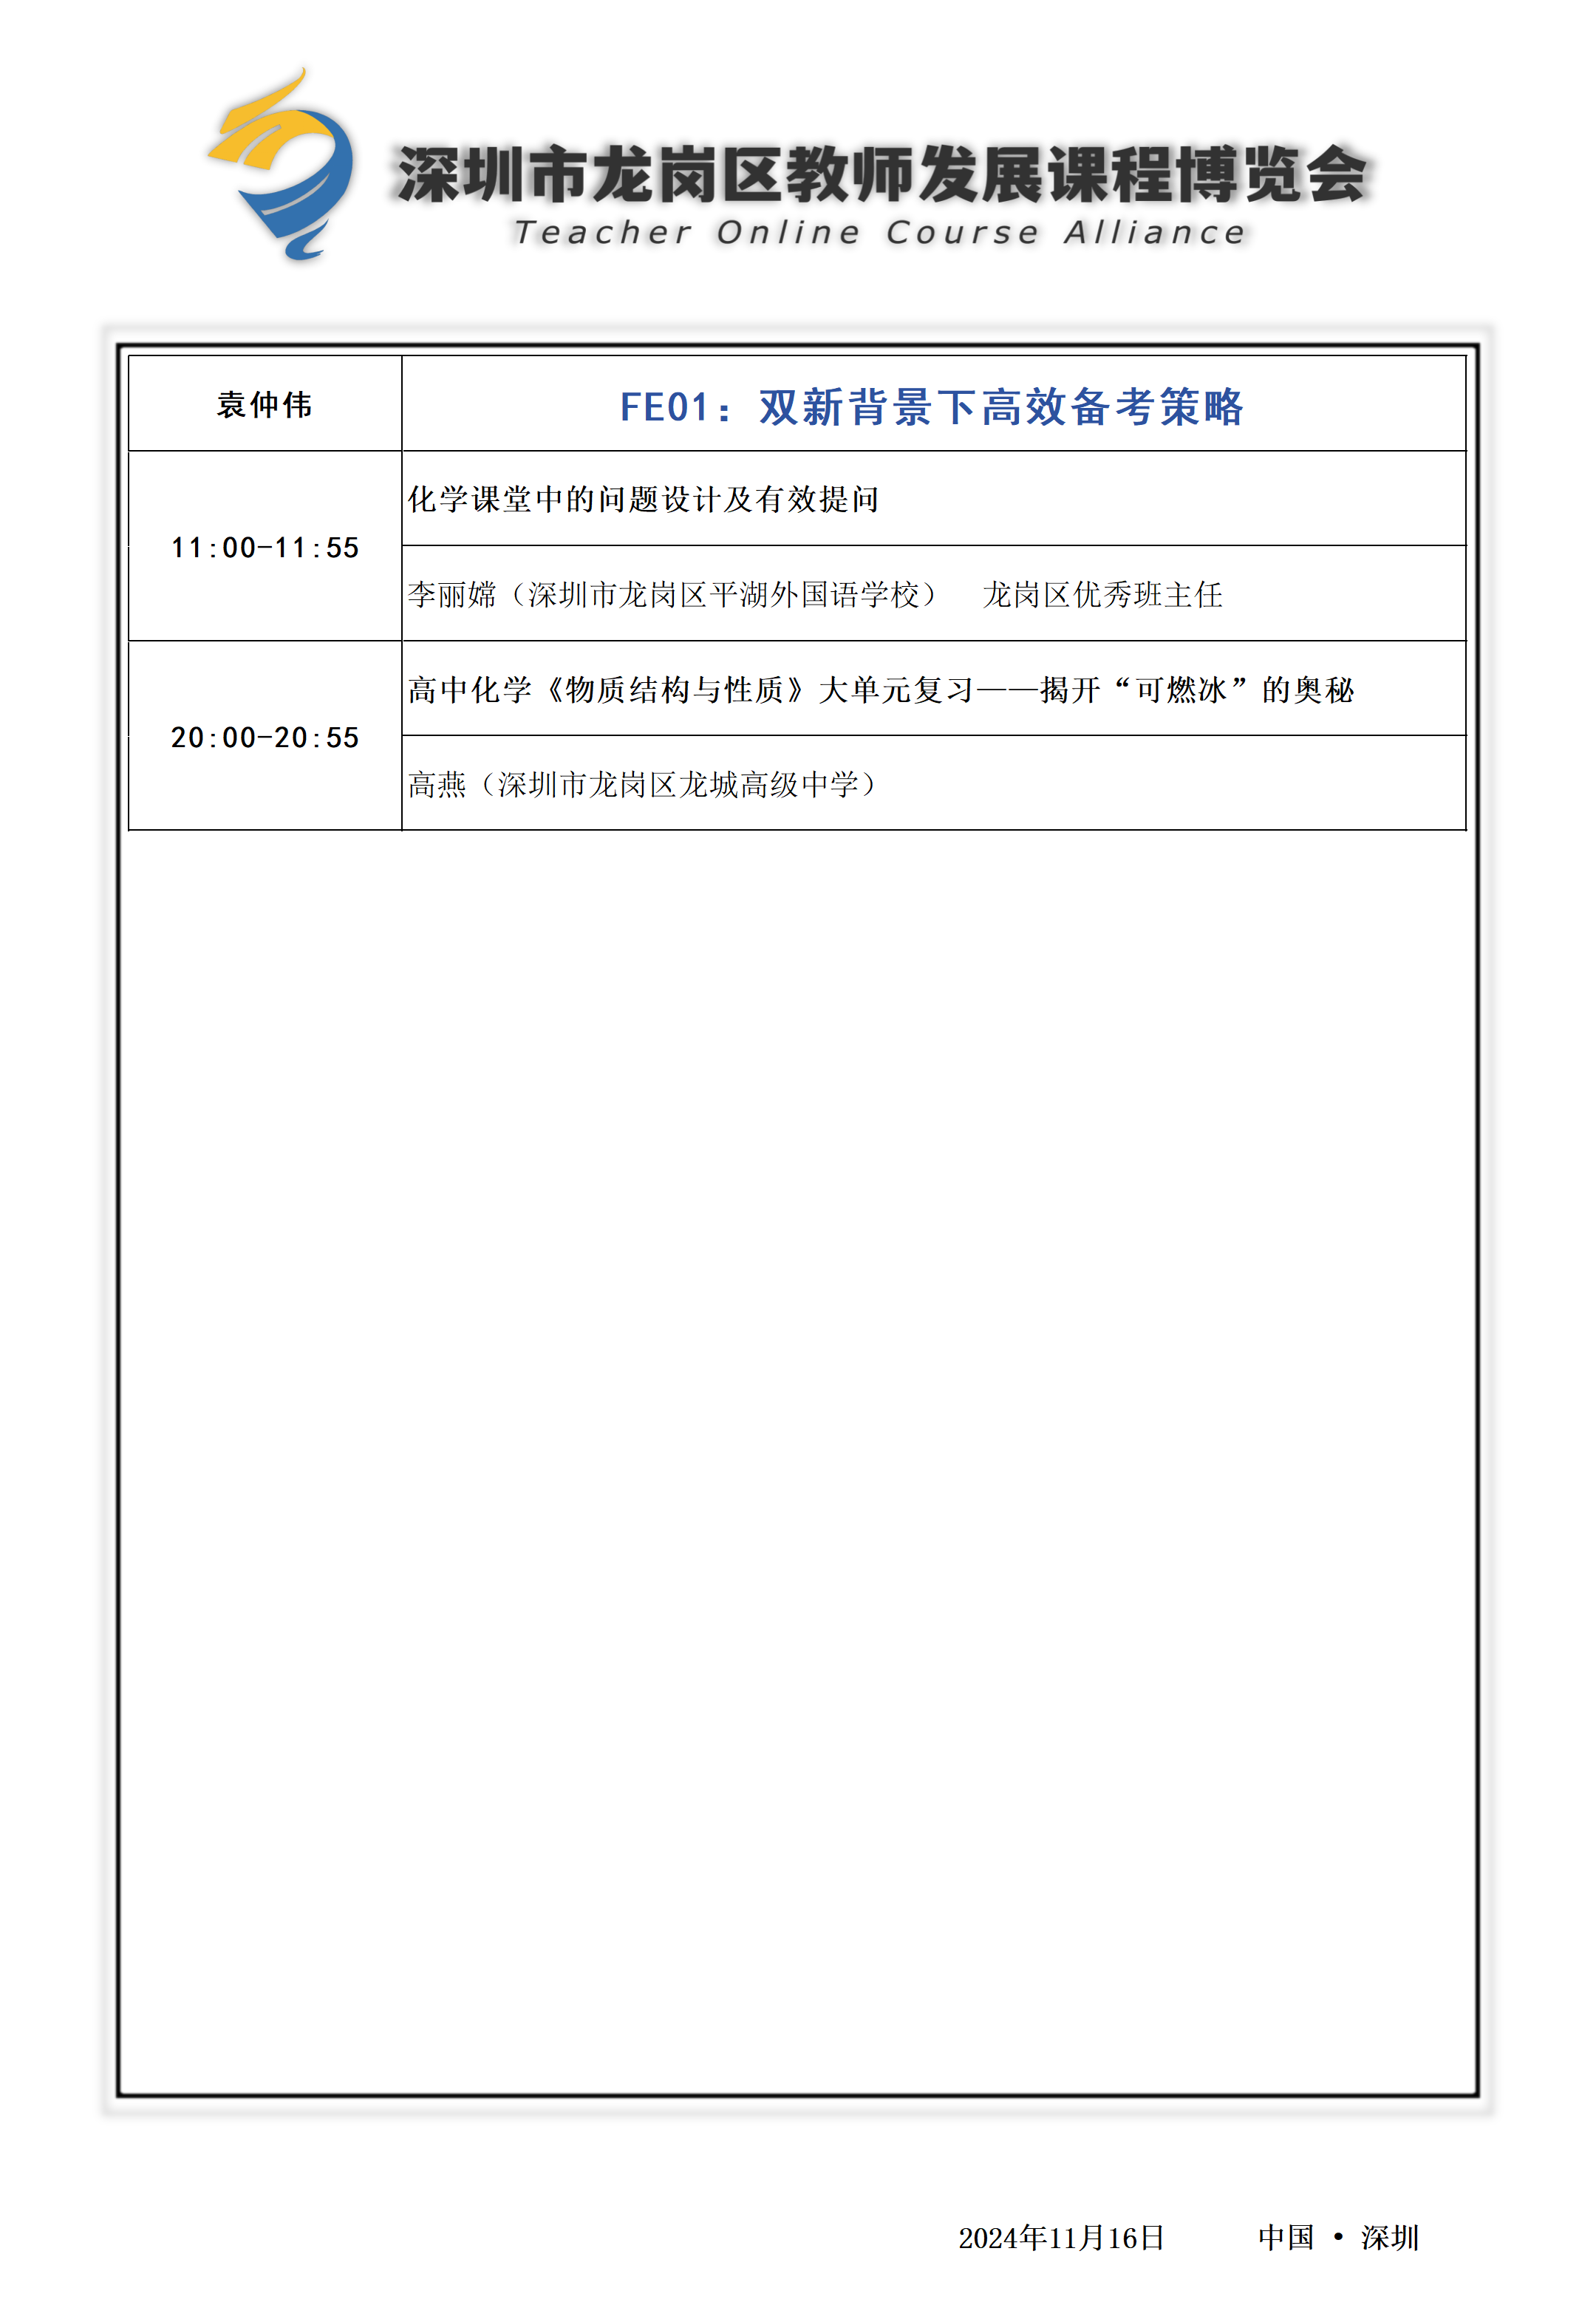 深圳市龙岗区教师发展课程博览会
Teacher Online Course Alliance
袁仲伟
FE01：双新背景下高效备考策略
11:00-11:55
化学课堂中的问题设计及有效提问
李丽嫦（深圳市龙岗区平湖外国语学校） 龙岗区优秀班主任
20:00-20:55
高中化学《物质结构与性质》大单元复习——揭开“可燃冰”的奥秘
高燕（深圳市龙岗区龙城高级中学）
2024年11月16日 中国 • 深圳